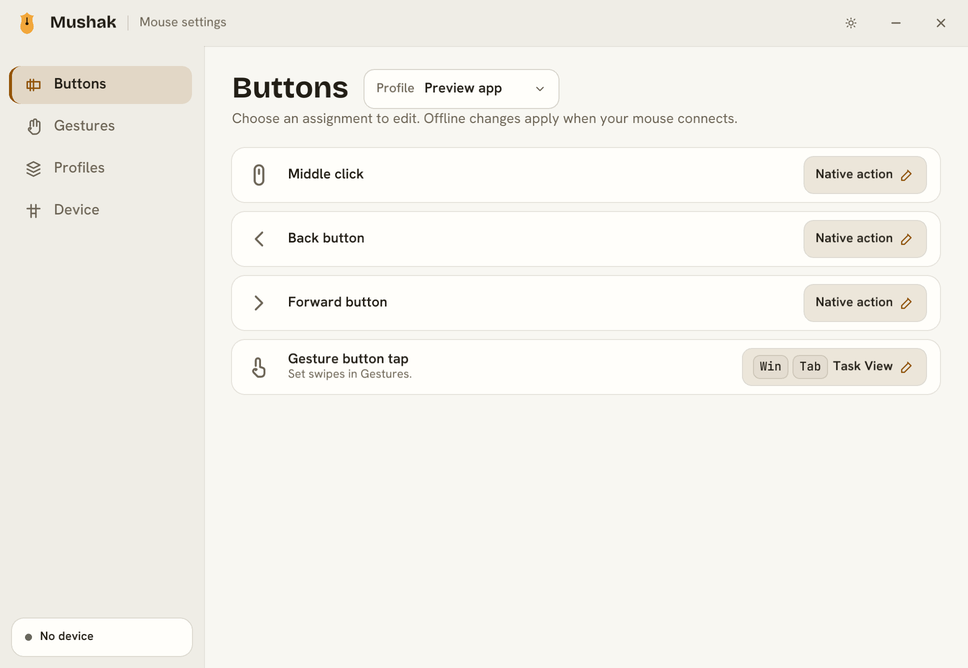 Mushak
Mouse settings
Buttons
Gestures
Profiles
Device
No device
Buttons
Profile Preview app
Choose an assignment to edit. Offline changes apply when your mouse connects.
Middle click
Native action
Back button
Native action
Forward button
Native action
Gesture button tap
Set swipes in Gestures.
Win Tab Task View